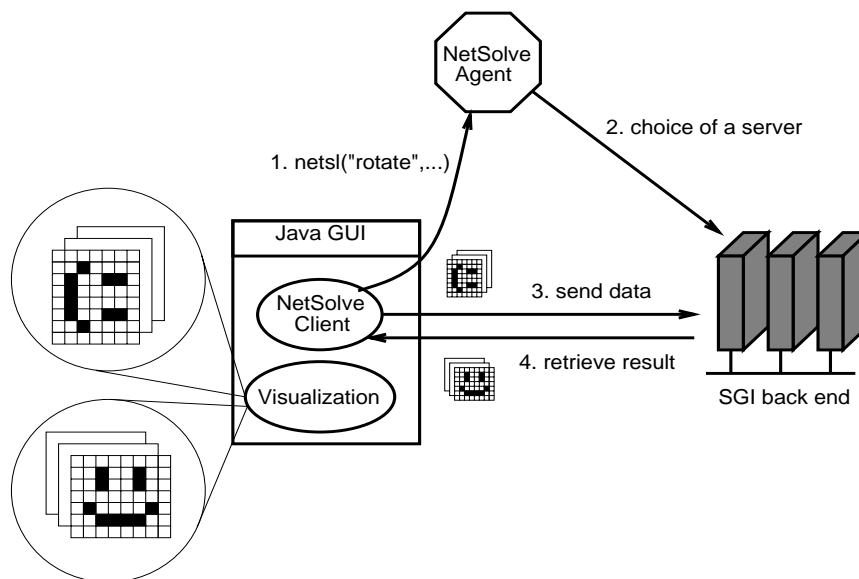 NetSolve
Agent
2. choice of a server
1. netsl("rotate",...)
Java GUI
NetSolve
Client
3. send data
4. retrieve result
Visualization
SGI back end